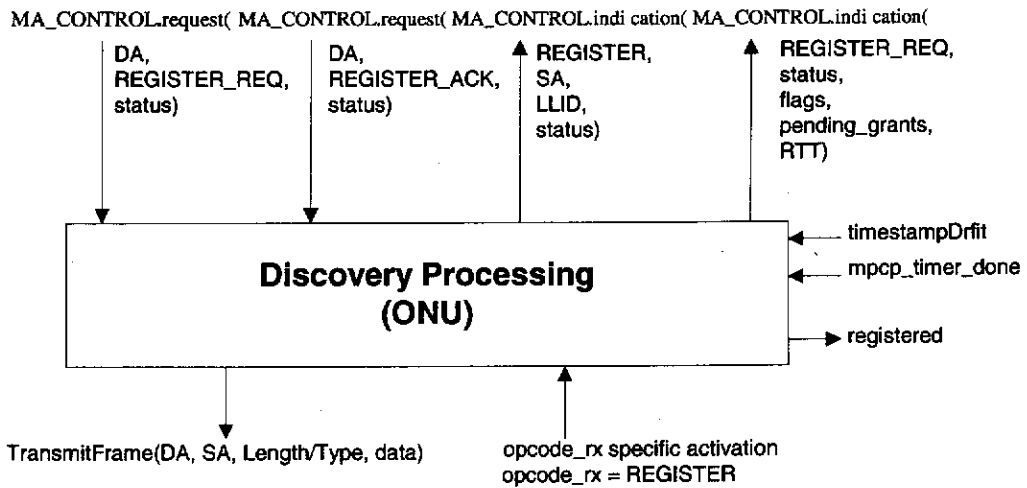 MA_CONTROL.request( MA_CONTROL.request( MA_CONTROL.indi cation( MA_CONTROL.indi cation(
DA,
REGISTER_REQ,
status)
DA,
REGISTER_ACK,
status)
REGISTER,
SA,
LLID,
status)
REGISTER_REQ,
status,
flags,
pending_grants,
RTT)
timestampDrfit
mpcp_timer_done
registered
Discovery Processing
(ONU)
TransmitFrame(DA, SA, Length/Type, data)
opcode_rx specific activation
opcode_rx = REGISTER